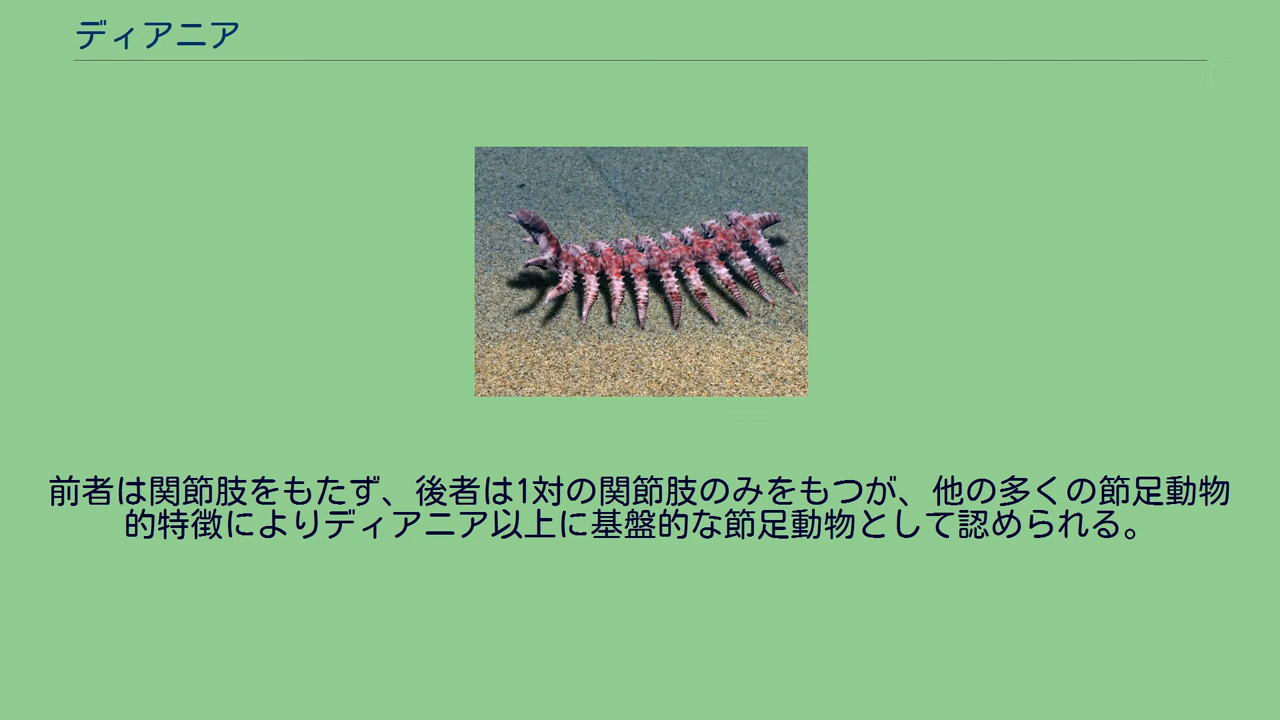 ディアニア
前者は関節肢をもたず、後者は1対の関節肢のみをもつが、他の多くの節足動物
的特徴によりディアニア以上に基盤的な節足動物として認められる。